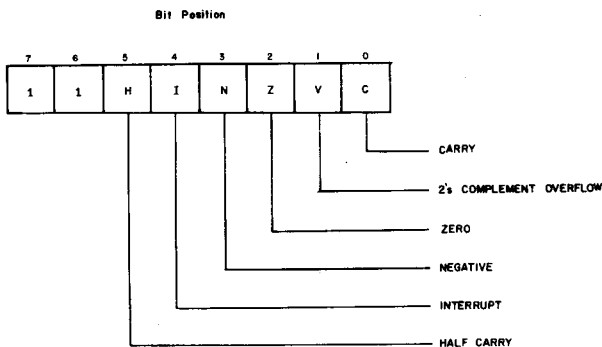 Bit Position
7 6 5 4 3 2 1 0
1 1 H I N Z V C
CARRY
2's COMPLEMENT OVERFLOW
ZERO
NEGATIVE
INTERRUPT
HALF CARRY